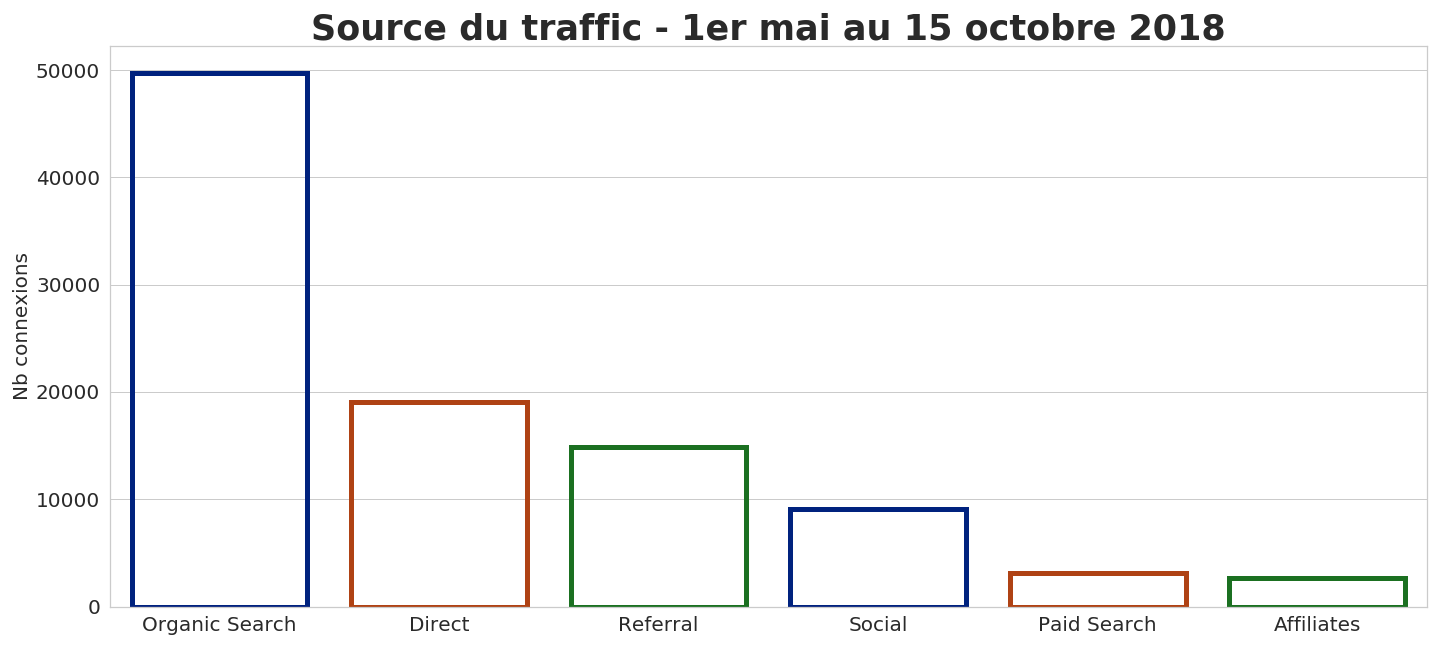 Source du traffic - 1er mai au 15 octobre 2018
Nb connexions
50000
40000
30000
20000
10000
0
Organic Search
Direct
Referral
Social
Paid Search
Affiliates